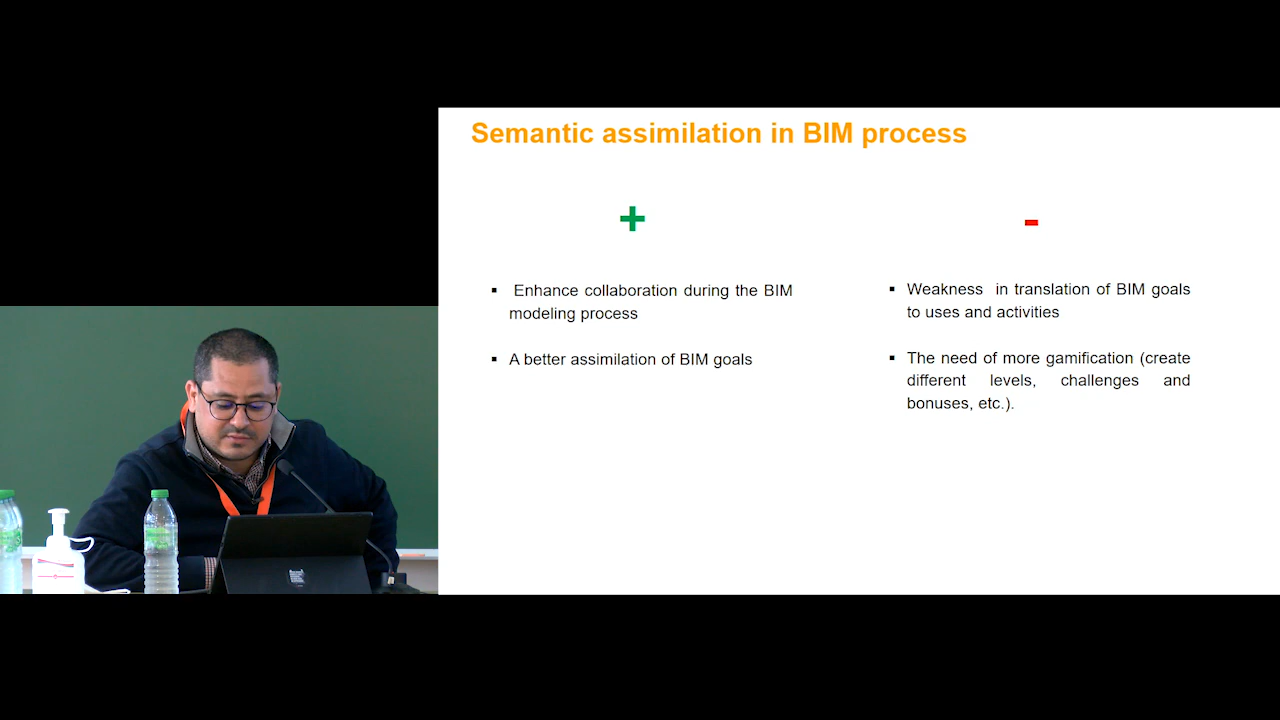 Semantic assimilation in BIM process
+
-
▪ Enhance collaboration during the BIM
modeling process
▪ A better assimilation of BIM goals
▪ Weakness in translation of BIM goals
to uses and activities
▪ The need of more gamification (create
different levels, challenges and
bonuses, etc.).